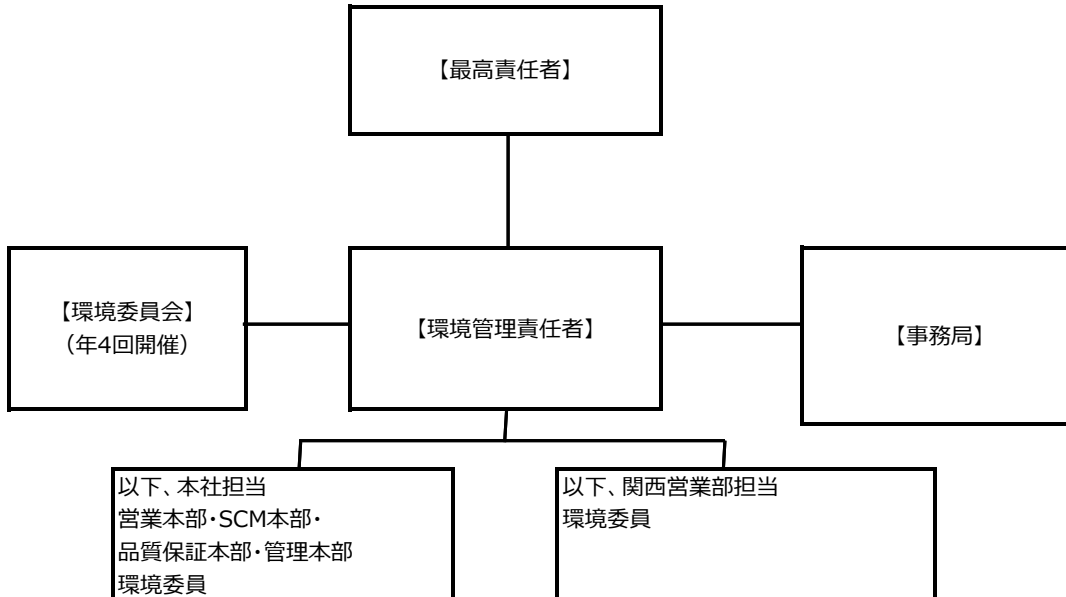 【最高責任者】
【環境委員会】
（年4回開催）
【環境管理責任者】
【事務局】
以下、本社担当
営業本部・SCM本部・
品質保証本部・管理本部
環境委員
以下、関西営業部担当
環境委員